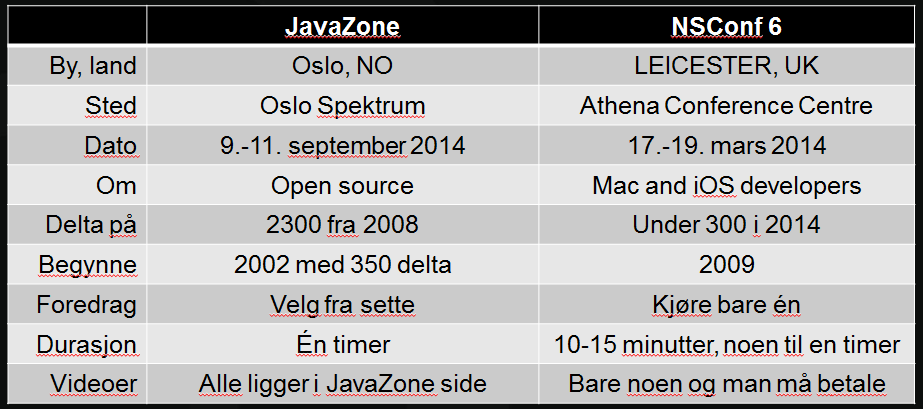 JavaZone NSConf 6
By, land Oslo, NO LEICESTER, UK
Sted Oslo Spektrum Athena Conference Centre
Dato 9.-11. september 2014 17.-19. mars 2014
Om Open source Mac and iOS developers
Delta på 2300 fra 2008 Under 300 i 2014
Begynne 2002 med 350 delta 2009
Foredrag Velg fra sette Kjøre bare én
Durasjon Én timer 10-15 minutter, noen til en timer
Videoer Alle ligger i JavaZone side Bare noen og man må betale